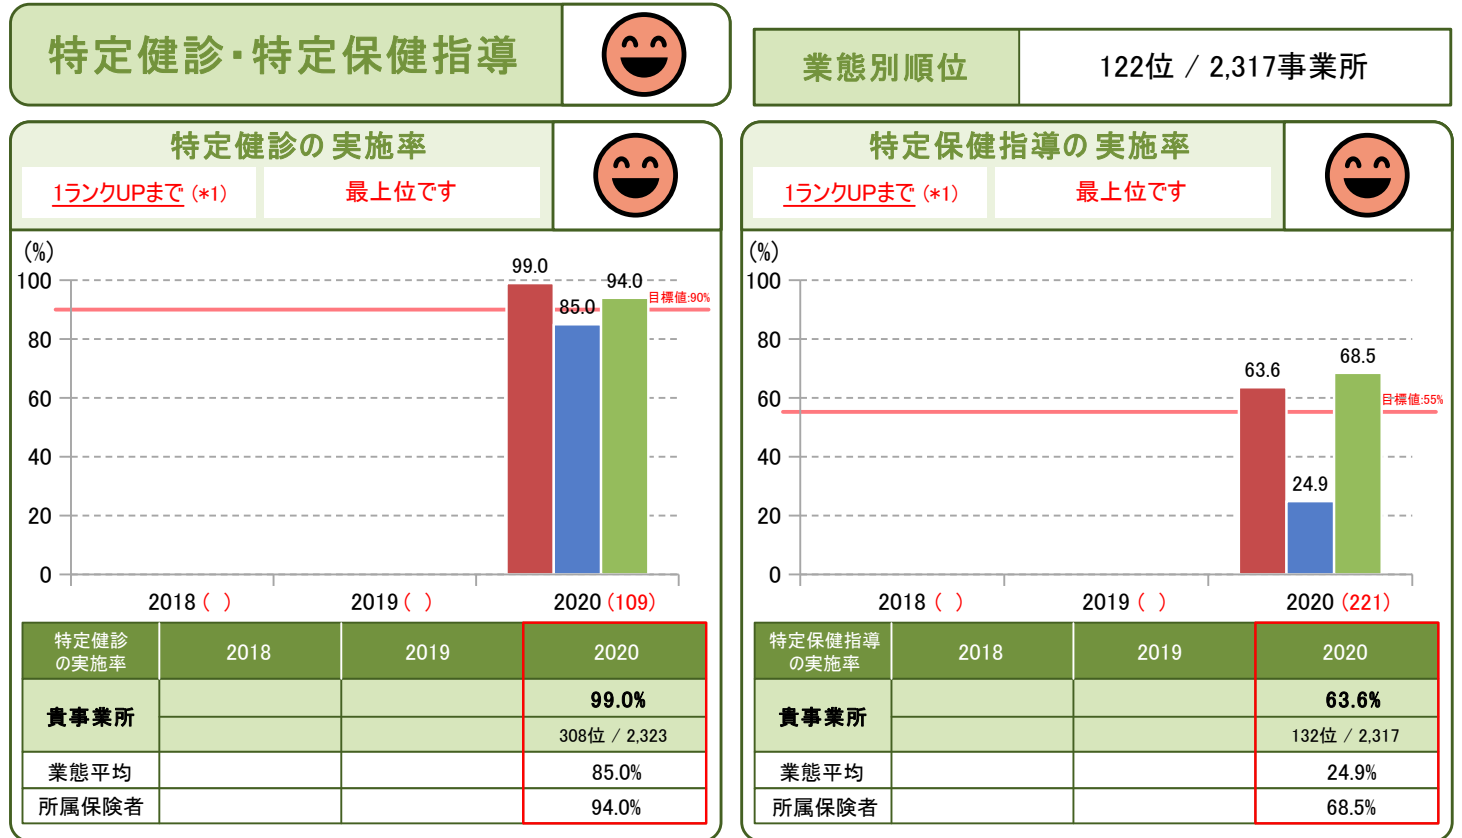 特定健診・特定保健指導
業態別順位
122位 / 2,317事業所
特定健診の実施率
1ランクUPまで (*1)
最上位です
(%)
100
80
60
40
20
0
99.0
85.0
94.0
目標値:90%
2018 ( )
2019 ( )
2020 (109)
特定健診
の実施率
2018
2019
2020
貴事業所
99.0%
308位 / 2,323
業態平均
85.0%
所属保険者
94.0%
特定保健指導の実施率
1ランクUPまで (*1)
最上位です
(%)
100
80
60
40
20
0
63.6
24.9
68.5
目標値:55%
2018 ( )
2019 ( )
2020 (221)
特定保健指導
の実施率
2018
2019
2020
貴事業所
63.6%
132位 / 2,317
業態平均
24.9%
所属保険者
68.5%